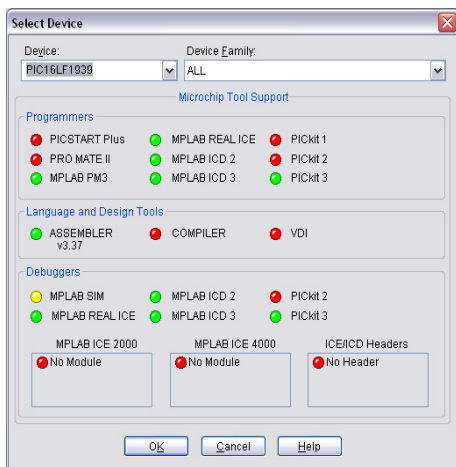 Select Device
Device: Device Family:
PIC16LF1939 ALL
Microchip Tool Support
Programmers
PICSTART Plus MPLAB REAL ICE PICkit 1
PRO MATE II MPLAB ICD 2 PICkit 2
MPLAB PM3 MPLAB ICD 3 PICkit 3
Language and Design Tools
ASSEMBLER COMPILER VDI
v3.37
Debuggers
MPLAB SIM MPLAB ICD 2 PICkit 2
MPLAB REAL ICE MPLAB ICD 3 PICkit 3
MPLAB ICE 2000 MPLAB ICE 4000 ICE/ICD Headers
No Module No Module No Header
OK Cancel Help